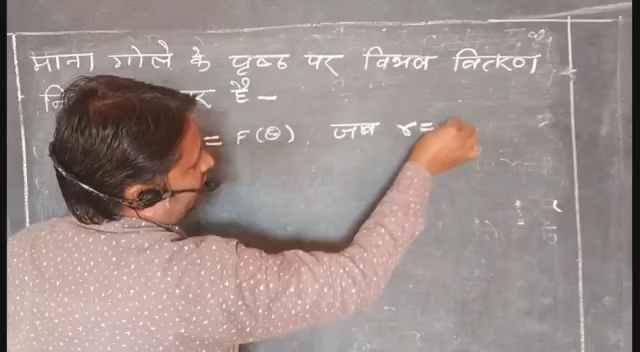 माना गोले के पृष्ठ पर विभव वितरण
है –
= F(θ) जब r =